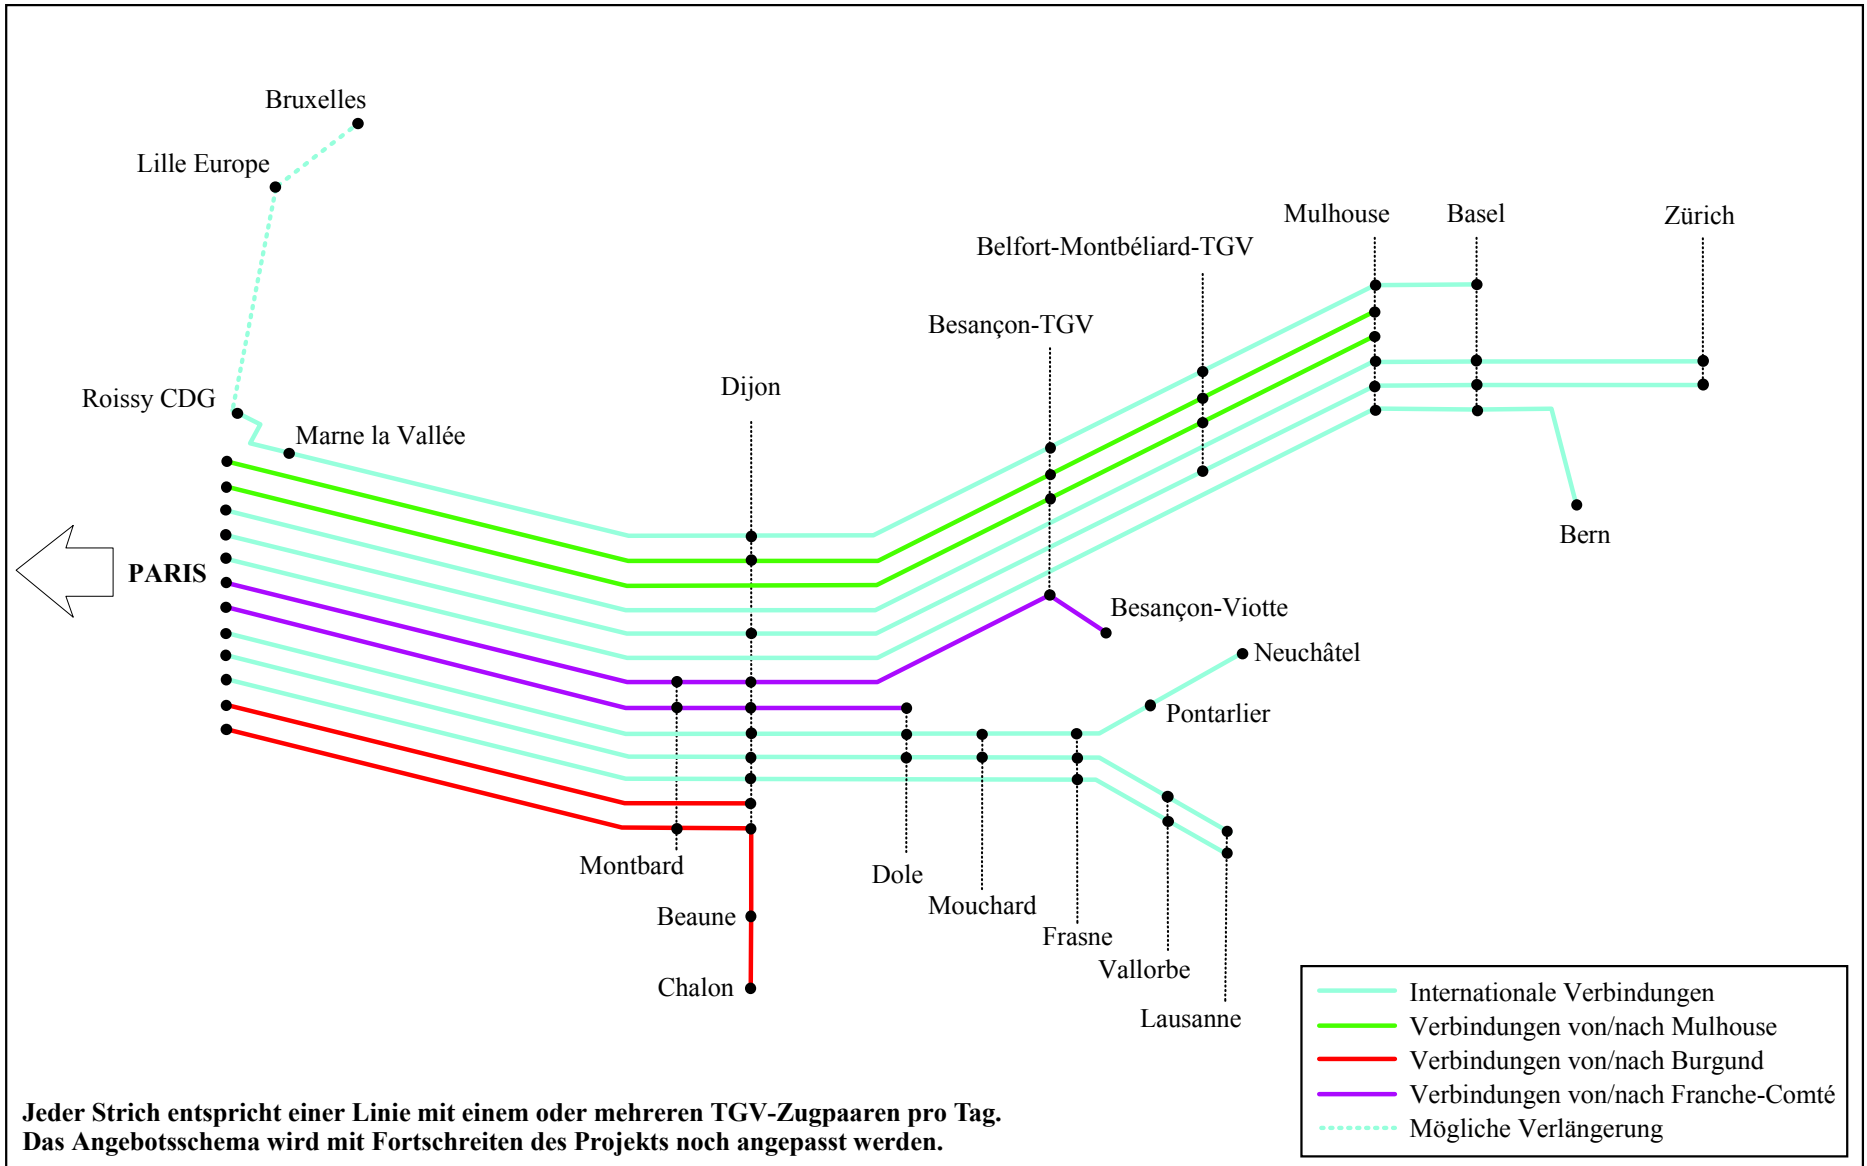 Bruxelles
Lille Europe
Mulhouse
Basel
Zürich
Belfort-Montbéliard-TGV
Besançon-TGV
Dijon
Roissy CDG
Marne la Vallée
Bern
PARIS
Besançon-Viotte
Neuchâtel
Pontarlier
Montbard
Dole
Mouchard
Beaune
Frasne
Vallorbe
Chalon
Lausanne
Internationale Verbindungen
Verbindungen von/nach Mulhouse
Verbindungen von/nach Burgund
Verbindungen von/nach Franche-Comté
Mögliche Verlängerung
Jeder Strich entspricht einer Linie mit einem oder mehreren TGV-Zugpaaren pro Tag.
Das Angebotsschema wird mit Fortschreiten des Projekts noch angepasst werden.